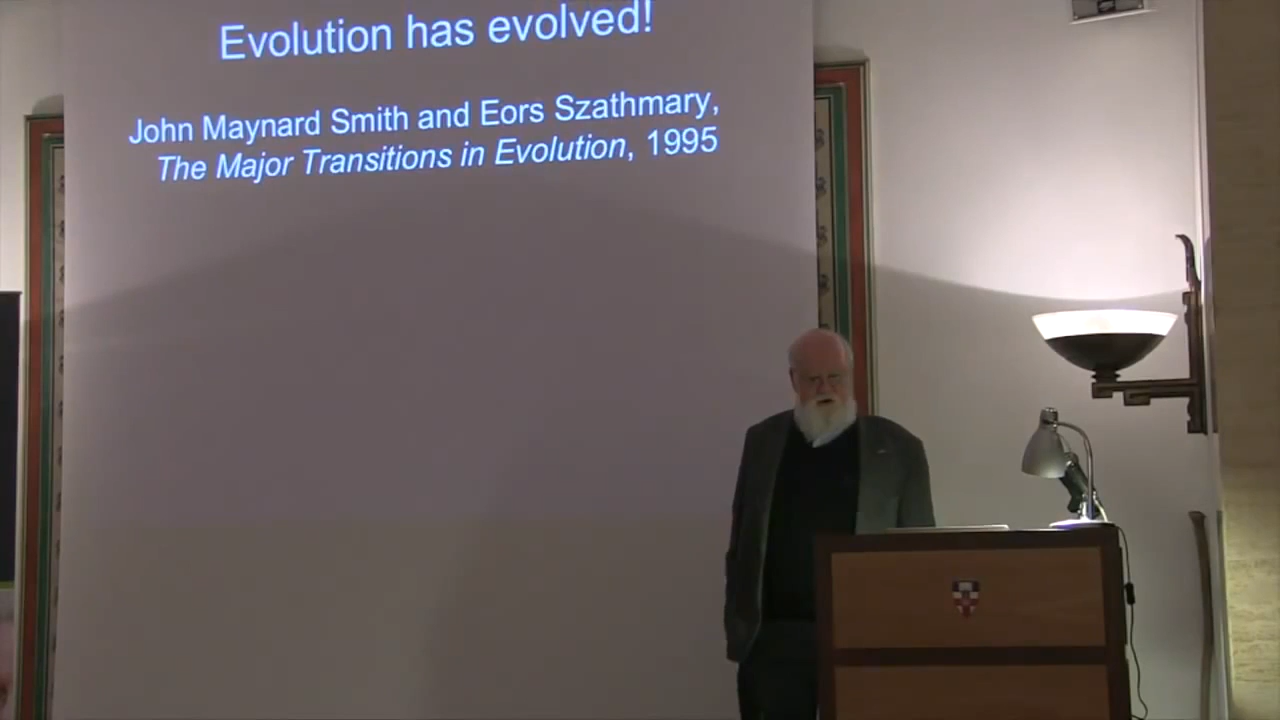 Evolution has evolved!
John Maynard Smith and Eors Szathmary,
The Major Transitions in Evolution, 1995